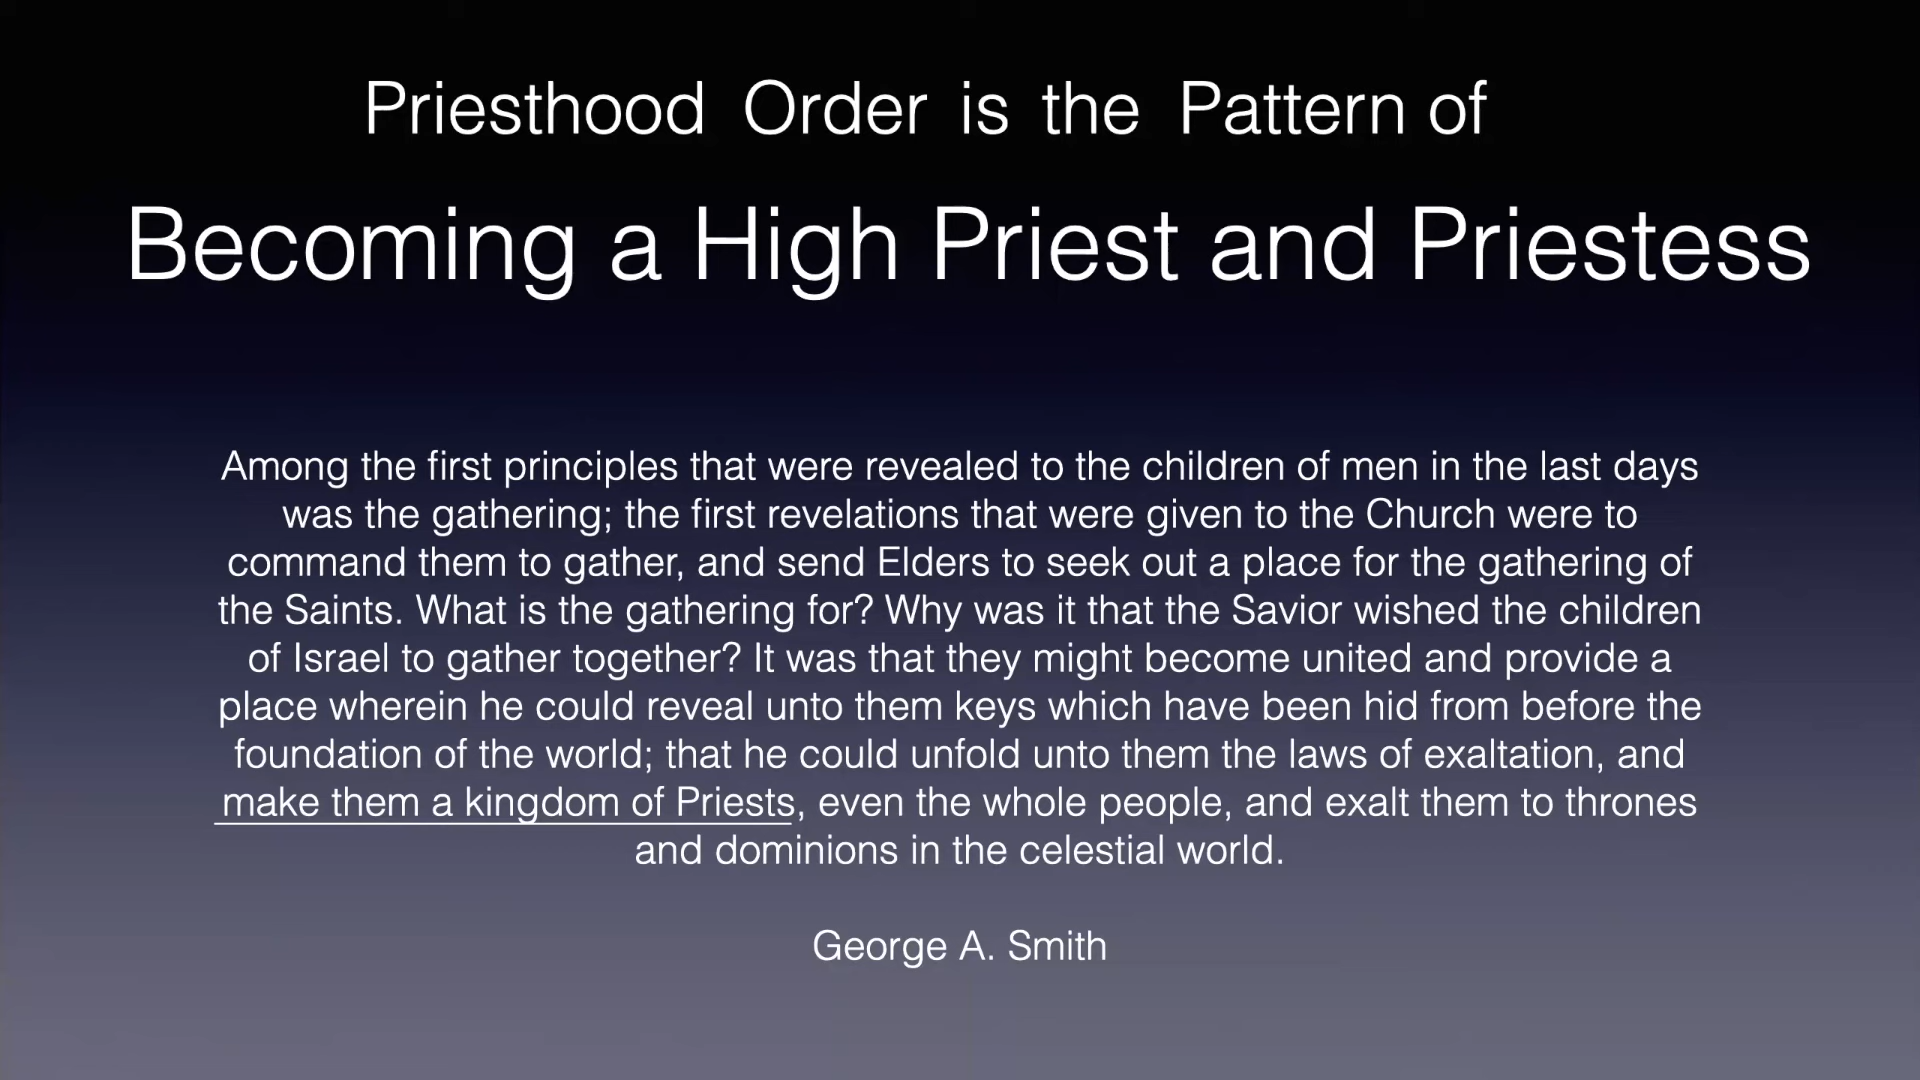 Priesthood Order is the Pattern of
Becoming a High Priest and Priestess
Among the first principles that were revealed to the children of men in the last days
was the gathering; the first revelations that were given to the Church were to
command them to gather, and send Elders to seek out a place for the gathering of
the Saints. What is the gathering for? Why was it that the Savior wished the children
of Israel to gather together? It was that they might become united and provide a
place wherein he could reveal unto them keys which have been hid from before the
foundation of the world; that he could unfold unto them the laws of exaltation, and
make them a kingdom of Priests, even the whole people, and exalt them to thrones
and dominions in the celestial world.
George A. Smith